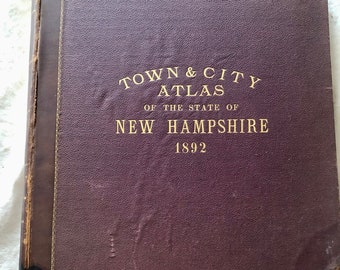 TOWN & CITY
ATLAS
OF THE STATE OF
NEW HAMPSHIRE
1892